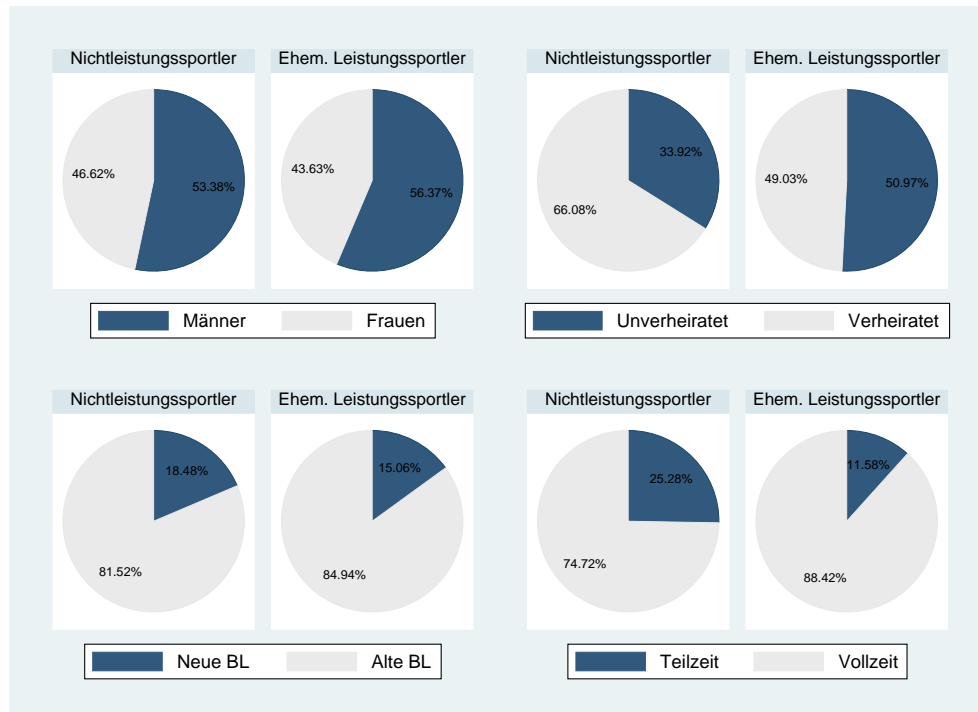 Nichtleistungssportler
Ehem. Leistungssportler
46.62%
53.38%
43.63%
56.37%
Männer
Frauen
Nichtleistungssportler
Ehem. Leistungssportler
33.92%
66.08%
49.03%
50.97%
Unverheiratet
Verheiratet
Nichtleistungssportler
Ehem. Leistungssportler
18.48%
81.52%
15.06%
84.94%
Neue BL
Alte BL
Nichtleistungssportler
Ehem. Leistungssportler
25.28%
74.72%
11.58%
88.42%
Teilzeit
Vollzeit